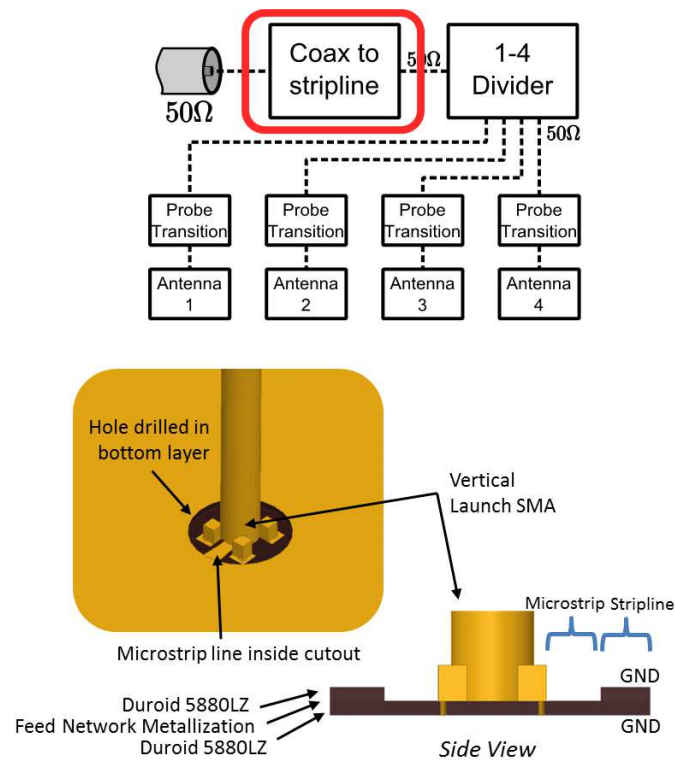 Coax to
stripline
50Ω
50Ω
1-4
Divider
50Ω
Probe
Transition
Probe
Transition
Probe
Transition
Probe
Transition
Antenna
1
Antenna
2
Antenna
3
Antenna
4
Hole drilled in
bottom layer
Vertical
Launch SMA
Microstrip line inside cutout
Microstrip Stripline
GND
Duroid 5880LZ
Feed Network Metallization
Duroid 5880LZ
GND
Side View